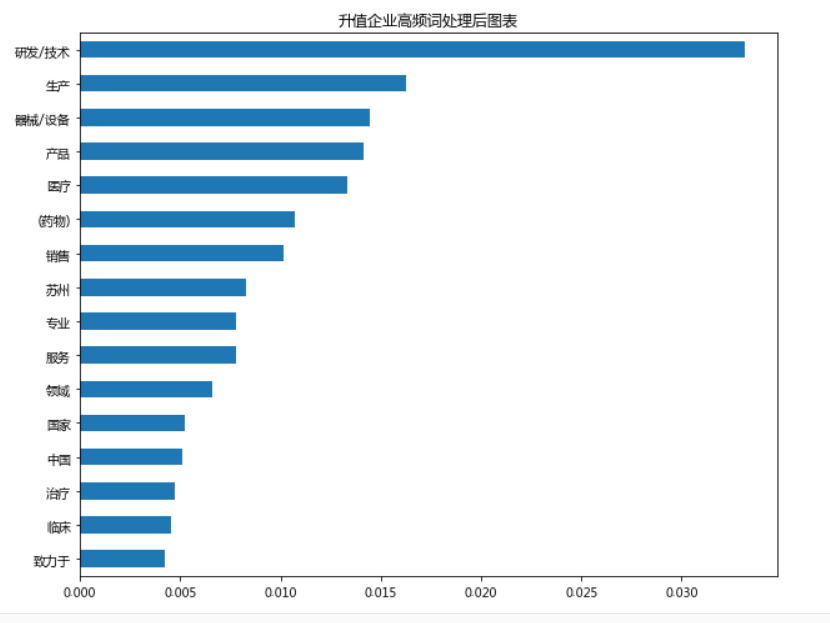 升值企业高频词处理后图表
研发/技术
生产
器械/设备
产品
医疗
(药物)
销售
苏州
专业
服务
领域
国家
中国
治疗
临床
致力于
0.000 0.005 0.010 0.015 0.020 0.025 0.030